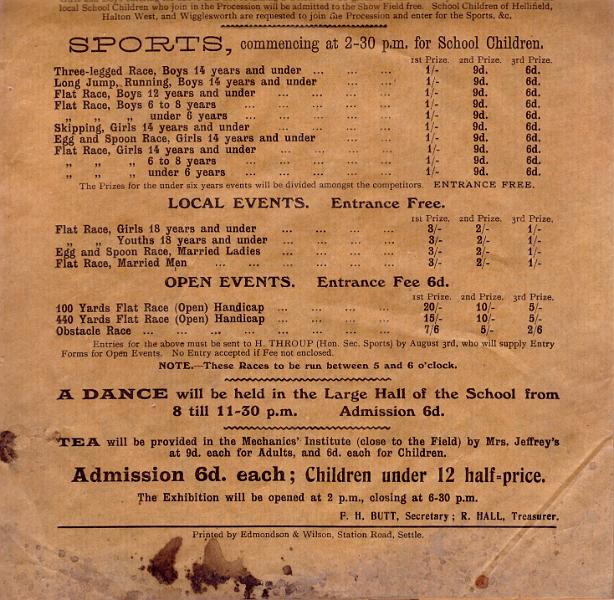 local School Children who join in the Procession will be admitted to the Show Field free. School Children of Hellifield,
Halton West, and Wigglesworth are requested to join the Procession and enter for the Sports, &c.
SPORTS, commencing at 2-30 p.m. for School Children.
1st Prize. 2nd Prize. 3rd Prize.
Three-legged Race, Boys 14 years and under ... ... ... 1/- 9d. 6d.
Long Jump, Running, Boys 14 years and under ... ... 1/- 9d. 6d.
Flat Race, Boys 12 years and under ... ... ... ... 1/- 9d. 6d.
Flat Race, Boys 6 to 8 years ... ... ... ... ... 1/- 9d. 6d.
„ „ „ under 6 years ... ... ... ... ... 1/- 9d. 6d.
Skipping, Girls 14 years and under ... ... ... ... 1/- 9d. 6d.
Egg and Spoon Race, Girls 14 years and under ... ... 1/- 9d. 6d.
Flat Race, Girls 14 years and under ... ... ... ... 1/- 9d. 6d.
„ „ „ 6 to 8 years ... ... ... ... ... 1/- 9d. 6d.
„ „ „ under 6 years ... ... ... ... ... 1/- 9d. 6d.
The Prizes for the under six years events will be divided amongst the competitors. ENTRANCE FREE.
LOCAL EVENTS. Entrance Free.
1st Prize. 2nd Prize. 3rd Prize.
Flat Race, Girls 18 years and under ... ... ... ... 3/- 2/- 1/-
„ „ Youths 18 years and under ... ... ... ... 3/- 2/- 1/-
Egg and Spoon Race, Married Ladies ... ... ... ... 3/- 2/- 1/-
Flat Race, Married Men ... ... ... ... ... 3/- 2/- 1/-
OPEN EVENTS. Entrance Fee 6d.
1st Prize. 2nd Prize. 3rd Prize.
100 Yards Flat Race (Open) Handicap ... ... ... ... 20/- 10/- 5/-
440 Yards Flat Race (Open) Handicap ... ... ... ... 15/- 10/- 5/-
Obstacle Race ... ... ... ... ... ... ... ... 7/6 5/- 2/6
Entries for the above must be sent to H. THROUP (Hon. Sec. Sports) by August 3rd, who will supply Entry
Forms for Open Events. No Entry accepted if Fee not enclosed.
NOTE.—These Races to be run between 5 and 6 o'clock.
A DANCE will be held in the Large Hall of the School from
8 till 11-30 p.m. Admission 6d.
TEA will be provided in the Mechanics' Institute (close to the Field) by Mrs. Jeffrey's
at 9d. each for Adults, and 6d. each for Children.
Admission 6d. each; Children under 12 half-price.
The Exhibition will be opened at 2 p.m., closing at 6-30 p.m.
F. H. BUTT, Secretary; R. HALL, Treasurer.
Printed by Edmondson & Wilson, Station Road, Settle.